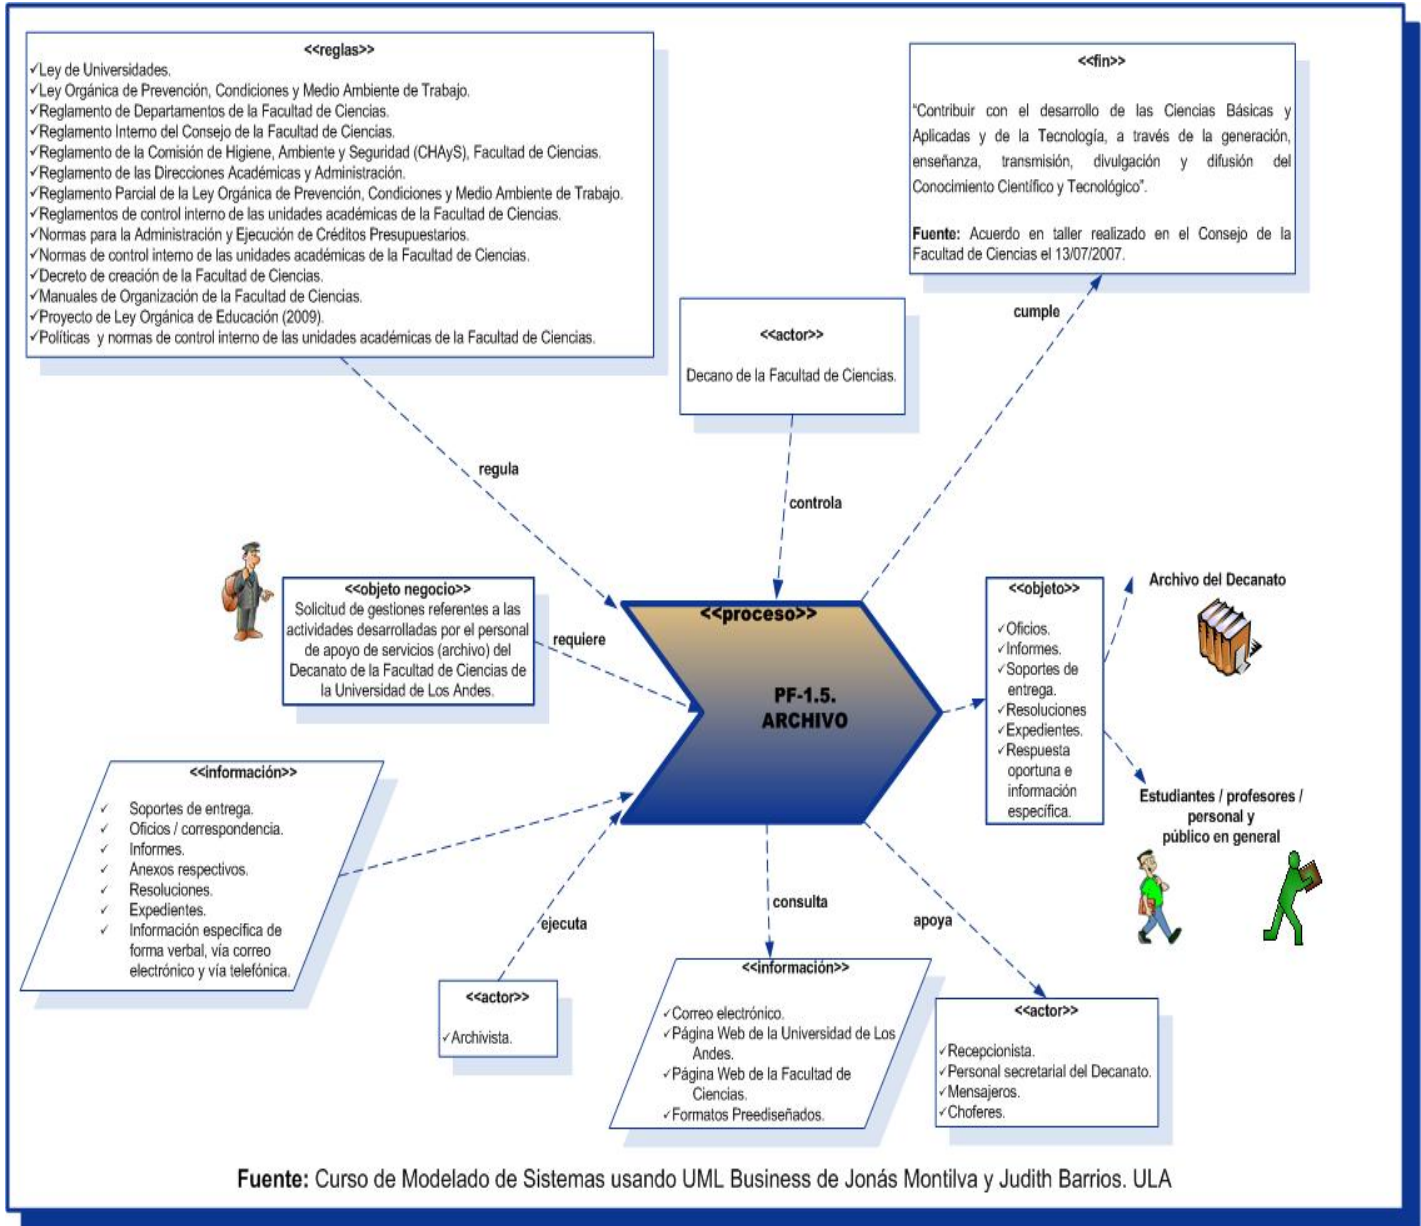 <<reglas>>
✓Ley de Universidades.
✓Ley Orgánica de Prevención, Condiciones y Medio Ambiente de Trabajo.
✓Reglamento de Departamentos de la Facultad de Ciencias.
✓Reglamento Interno del Consejo de la Facultad de Ciencias.
✓Reglamento de la Comisión de Higiene, Ambiente y Seguridad (CHAyS), Facultad de Ciencias.
✓Reglamento de las Direcciones Académicas y Administración.
✓Reglamento Parcial de la Ley Orgánica de Prevención, Condiciones y Medio Ambiente de Trabajo.
✓Reglamentos de control interno de las unidades académicas de la Facultad de Ciencias.
✓Normas para la Administración y Ejecución de Créditos Presupuestarios.
✓Normas de control interno de las unidades académicas de la Facultad de Ciencias.
✓Decreto de creación de la Facultad de Ciencias.
✓Manuales de Organización de la Facultad de Ciencias.
✓Proyecto de Ley Orgánica de Educación (2009).
✓Políticas y normas de control interno de las unidades académicas de la Facultad de Ciencias.
<<fin>>
“Contribuir con el desarrollo de las Ciencias Básicas y
Aplicadas y de la Tecnología, a través de la generación,
enseñanza, transmisión, divulgación y difusión del
Conocimiento Científico y Tecnológico”.
Fuente: Acuerdo en taller realizado en el Consejo de la
Facultad de Ciencias el 13/07/2007.
<<actor>>
Decano de la Facultad de Ciencias.
cumple
regula
controla
<<objeto negocio>>
Solicitud de gestiones referentes a las
actividades desarrolladas por el personal
de apoyo de servicios (archivo) del
Decanato de la Facultad de Ciencias de
la Universidad de Los Andes.
requiere
<<proceso>>
PF-1.5.
ARCHIVO
<<objeto>>
✓Oficios.
✓Informes.
✓Soportes de
entrega.
✓Resoluciones
✓Expedientes.
✓Respuesta
oportuna e
información
específica.
Archivo del Decanato
Estudiantes / profesores /
personal y
público en general
<<información>>
✓ Soportes de entrega.
✓ Oficios / correspondencia.
✓ Informes.
✓ Anexos respectivos.
✓ Resoluciones.
✓ Expedientes.
✓ Información específica de
forma verbal, vía correo
electrónico y vía telefónica.
ejecuta
consulta
apoya
<<actor>>
✓Archivista.
<<información>>
✓Correo electrónico.
✓Página Web de la Universidad de Los
Andes.
✓Página Web de la Facultad de
Ciencias.
✓Formatos Preediseñados.
<<actor>>
✓Recepcionista.
✓Personal secretarial del Decanato.
✓Mensajeros.
✓Choferes.
Fuente: Curso de Modelado de Sistemas usando UML Business de Jonás Montilva y Judith Barrios. ULA